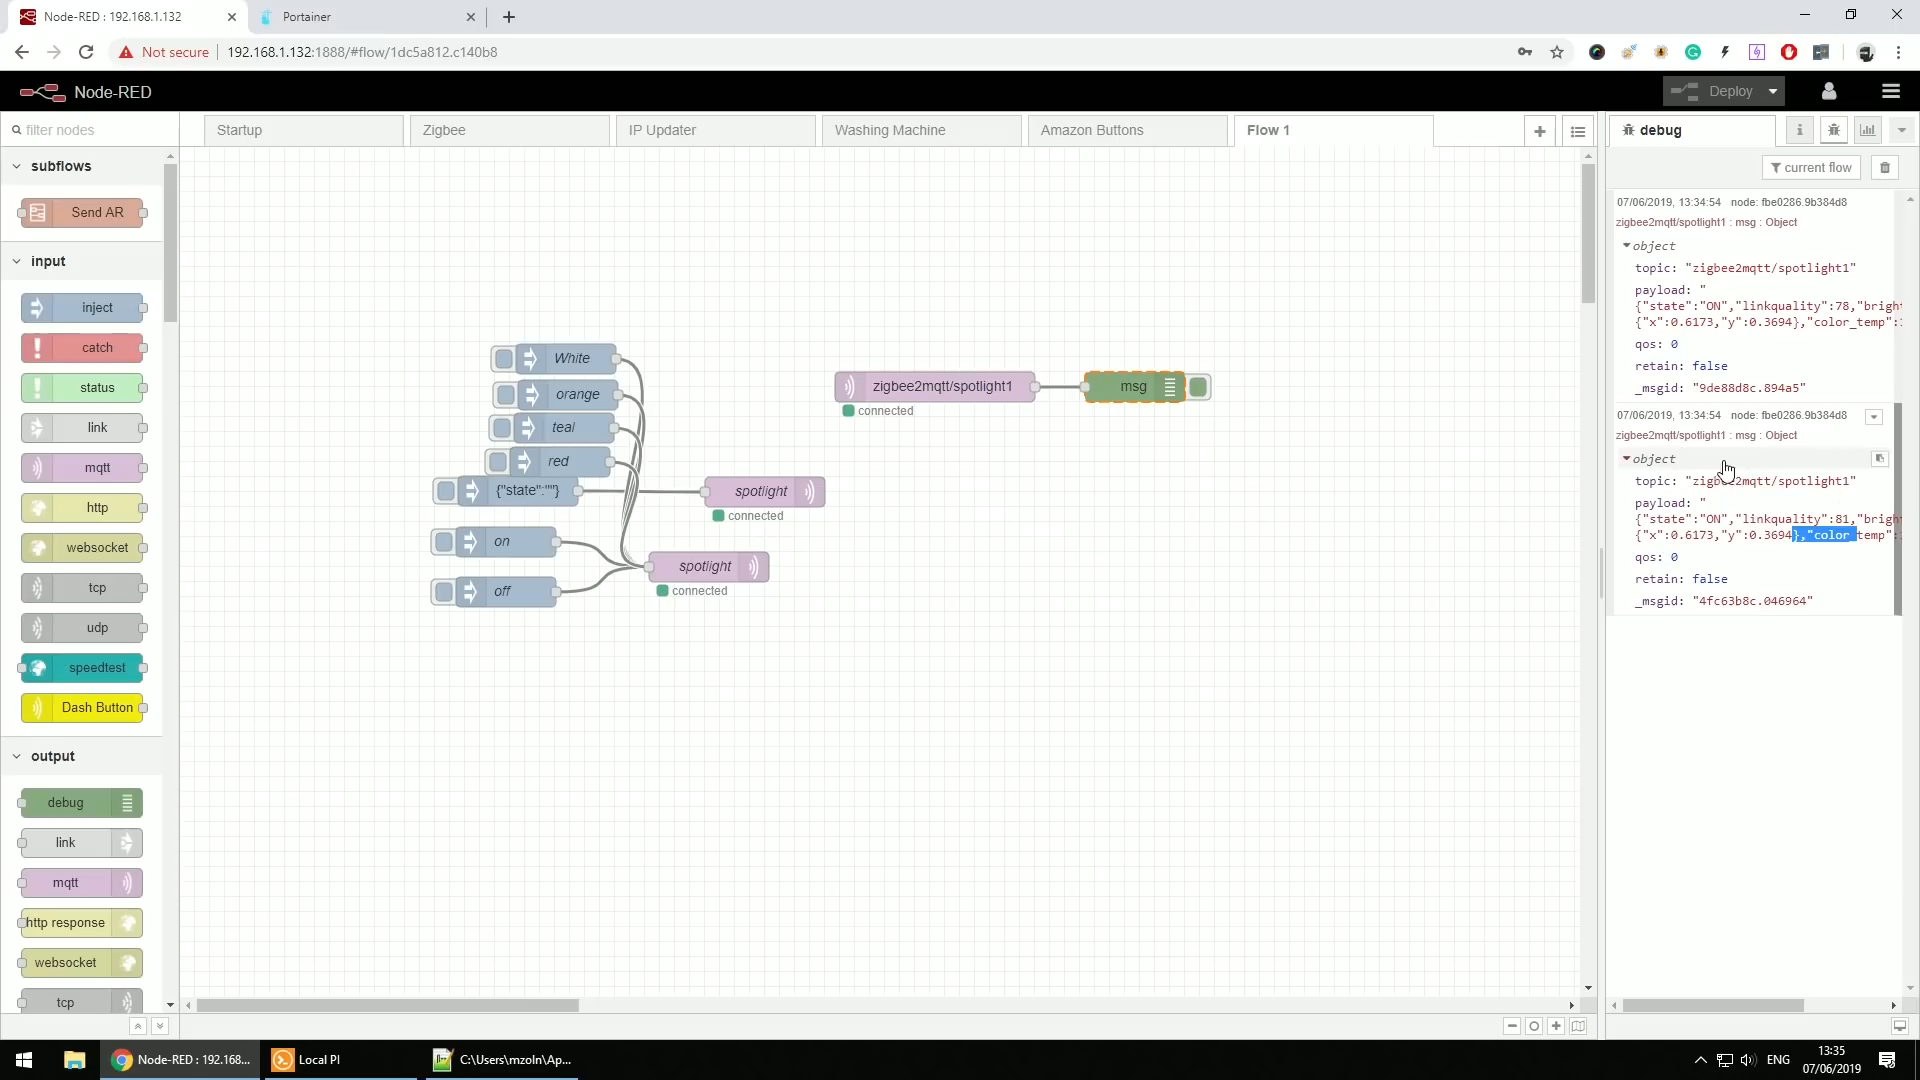 Node-RED : 192.168.1.132
Portainer
Not secure
192.168.1.132:1888/#flow/1dc5a812.c140b8
Node-RED
Deploy
filter nodes
Startup
Zigbee
IP Updater
Washing Machine
Amazon Buttons
Flow 1
debug
subflows
Send AR
input
inject
catch
status
link
mqtt
http
websocket
tcp
udp
speedtest
Dash Button
output
debug
link
mqtt
http response
websocket
tcp
White
orange
teal
red
{"state":""}
on
off
spotlight
connected
spotlight
connected
zigbee2mqtt/spotlight1
connected
msg
current flow
07/06/2019, 13:34:54 node: fbe0286.9b384d8
zigbee2mqtt/spotlight1 : msg : Object
object
topic: "zigbee2mqtt/spotlight1"
payload: "
{"state":"ON","linkquality":78,"brigh
{"x":0.6173,"y":0.3694},"color_temp":
qos: 0
retain: false
_msgid: "9de88d8c.894a5"
07/06/2019, 13:34:54 node: fbe0286.9b384d8
zigbee2mqtt/spotlight1 : msg : Object
object
topic: "zigbee2mqtt/spotlight1"
payload: "
{"state":"ON","linkquality":81,"brigh
{"x":0.6173,"y":0.3694},"color_temp":
qos: 0
retain: false
_msgid: "4fc63b8c.046964"
Node-RED : 192.168...
Local PI
C:\Users\mzoln\Ap...
ENG
13:35
07/06/2019